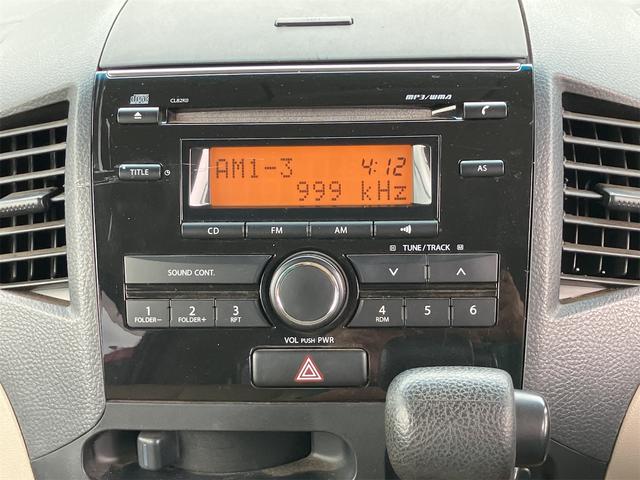 CL82K0
MP3/WMA
TITLE
AS
AM1-3 4:12
999 kHz
CD FM AM
TUNE/TRACK
SOUND CONT.
1 2 3 4 5 6
FOLDER- FOLDER+ RPT RDM
VOL PUSH PWR